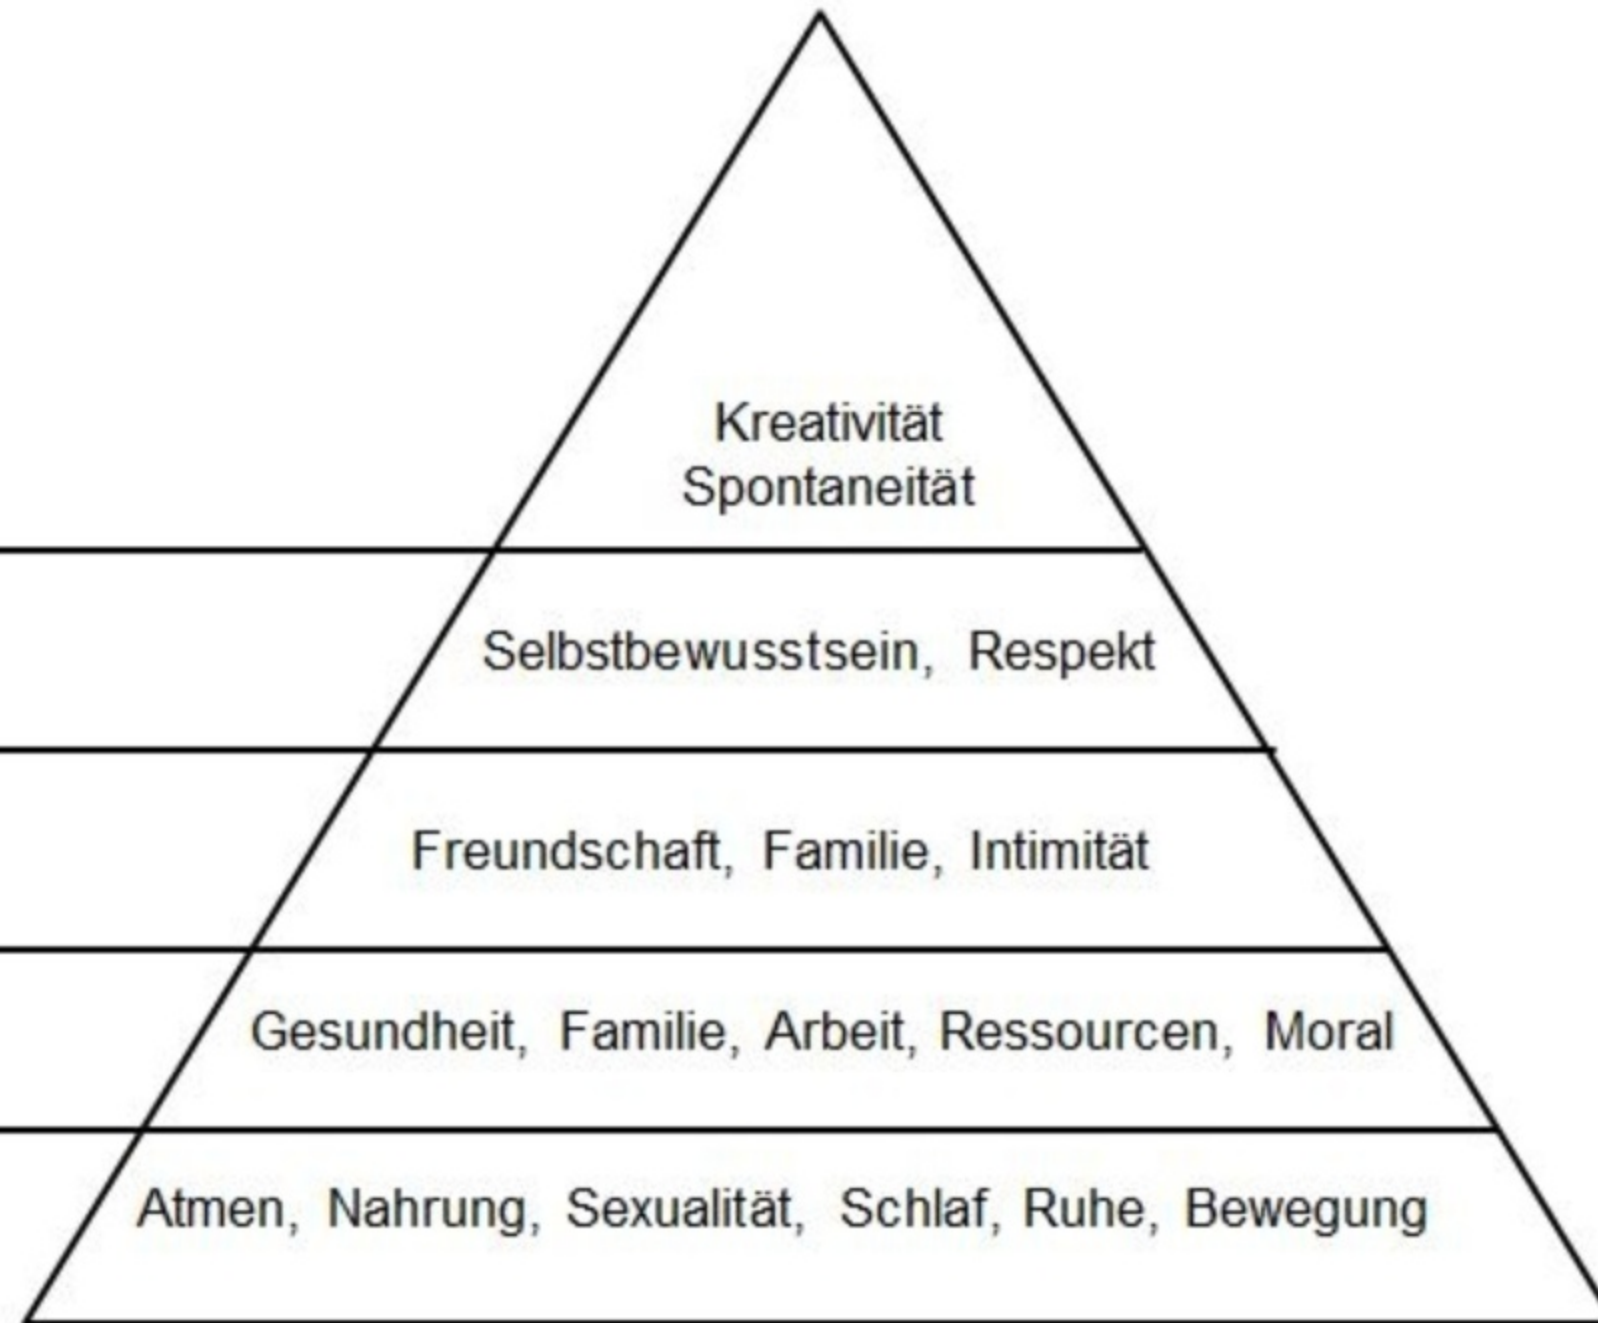 Kreativität
Spontaneität
Selbstbewusstsein, Respekt
Freundschaft, Familie, Intimität
Gesundheit, Familie, Arbeit, Ressourcen, Moral
Atmen, Nahrung, Sexualität, Schlaf, Ruhe, Bewegung